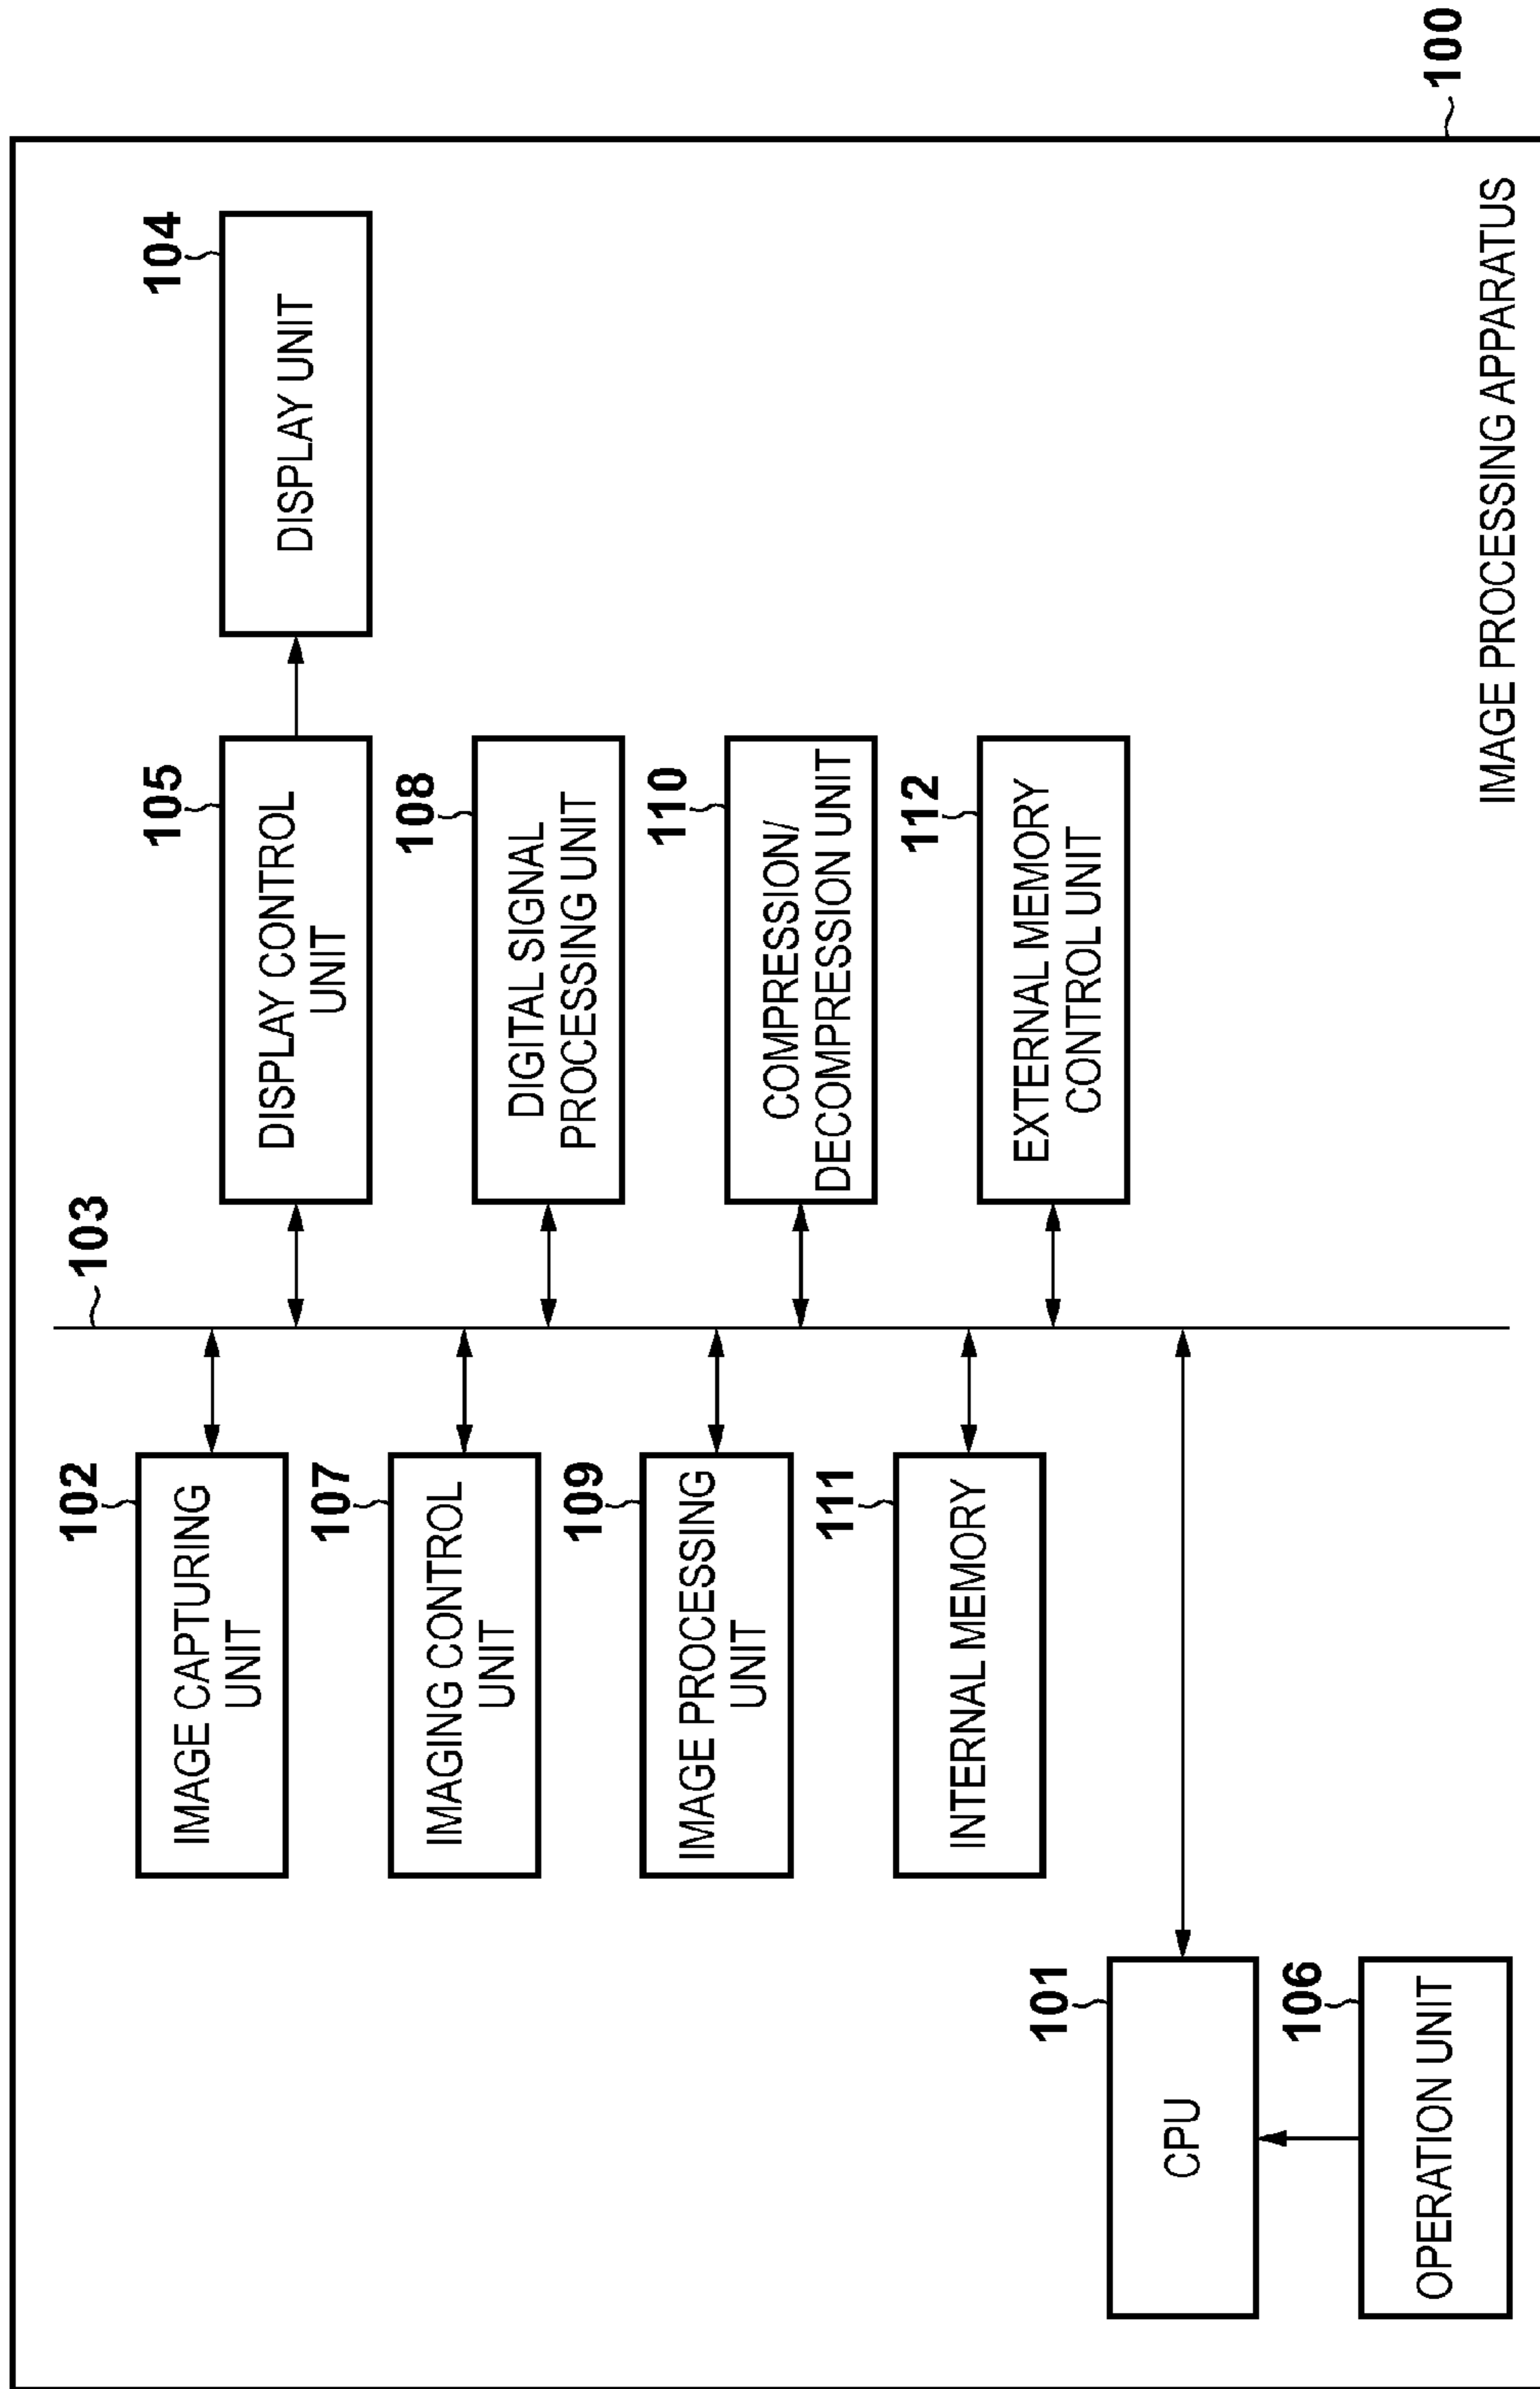 100
103
102
IMAGE CAPTURING
UNIT
105
DISPLAY CONTROL
UNIT
104
DISPLAY UNIT
107
IMAGING CONTROL
UNIT
108
DIGITAL SIGNAL
PROCESSING UNIT
109
IMAGE PROCESSING
UNIT
110
COMPRESSION/
DECOMPRESSION UNIT
111
INTERNAL MEMORY
112
EXTERNAL MEMORY
CONTROL UNIT
101
CPU
106
OPERATION UNIT
IMAGE PROCESSING APPARATUS